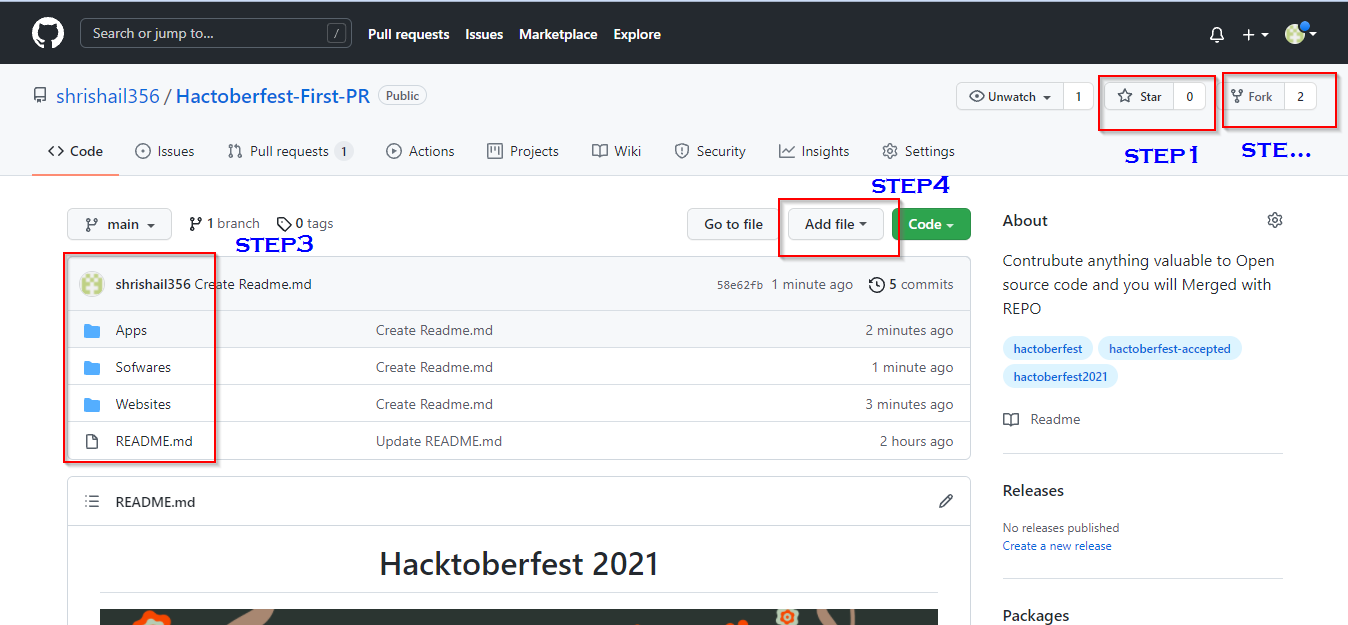 Search or jump to... /
Pull requests Issues Marketplace Explore
shrishail356 / Hactoberfest-First-PR Public
Unwatch 1 Star 0 Fork 2
STEP1 STE...
Code Issues Pull requests 1 Actions Projects Wiki Security Insights Settings
STEP4
main 1 branch 0 tags Go to file Add file Code
STEP3
shrishail356 Create Readme.md 58e62fb 1 minute ago 5 commits
Apps Create Readme.md 2 minutes ago
Sofwares Create Readme.md 1 minute ago
Websites Create Readme.md 3 minutes ago
README.md Update README.md 2 hours ago
README.md
Hacktoberfest 2021
About
Contrubute anything valuable to Open
source code and you will Merged with
REPO
hactoberfest hactoberfest-accepted
hactoberfest2021
Readme
Releases
No releases published
Create a new release
Packages